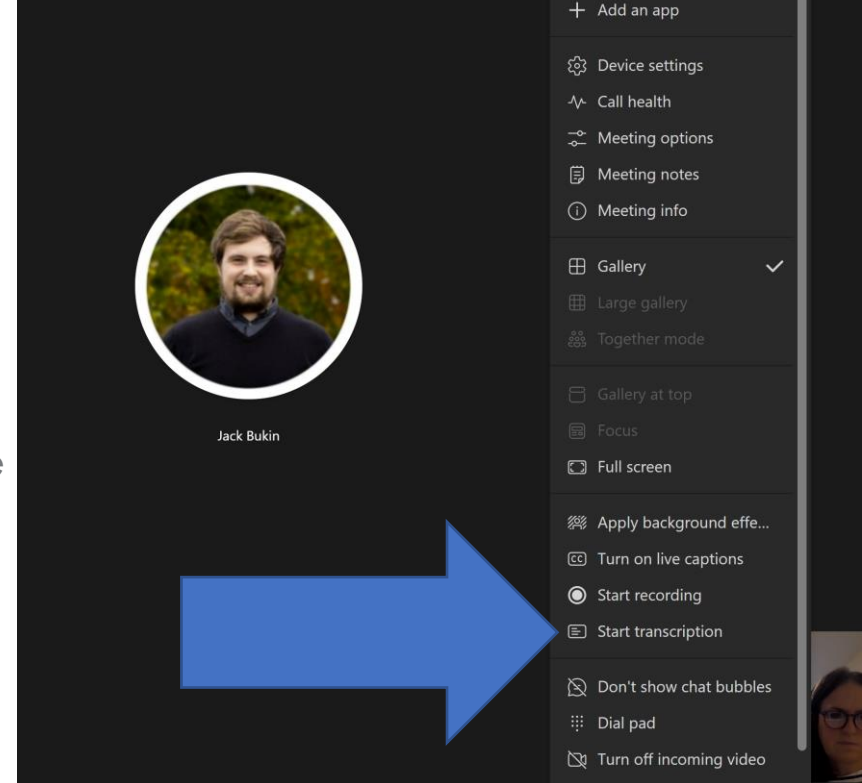 Add an app
Device settings
Call health
Meeting options
Meeting notes
Meeting info
Gallery
Large gallery
Together mode
Gallery at top
Focus
Full screen
Apply background effe...
Turn on live captions
Start recording
Start transcription
Don't show chat bubbles
Dial pad
Turn off incoming video
Jack Bukin
e